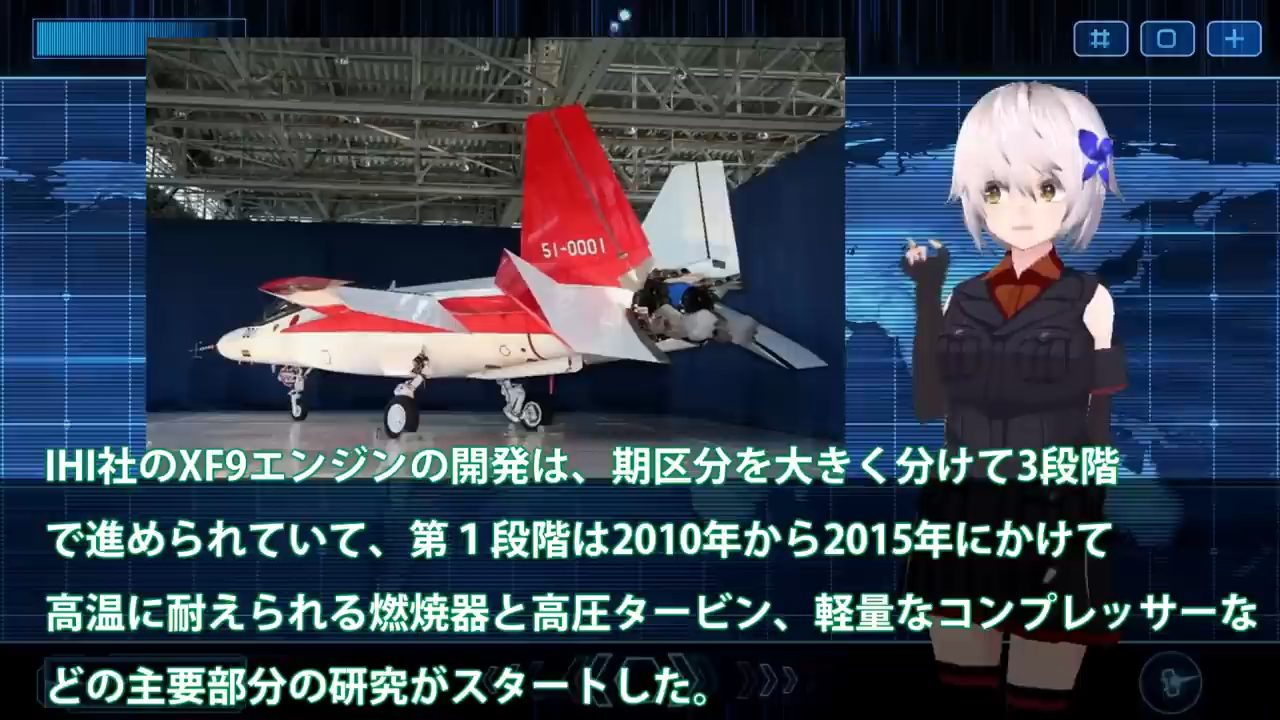 51-0001
IHI社のXF9エンジンの開発は、期区分を大きく分けて3段階
で進められていて、第１段階は2010年から2015年にかけて
高温に耐えられる燃焼器と高圧タービン、軽量なコンプレッサーな
どの主要部分の研究がスタートした。